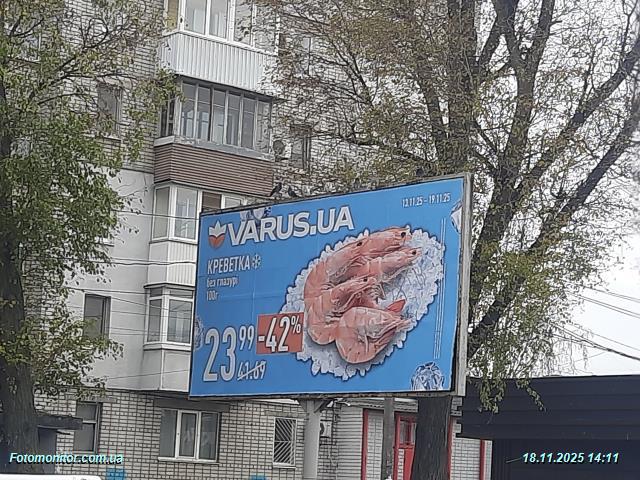 VARUS.UA
13.11.25 - 19.11.25
КРЕВЕТКА
без глазурі
100г
23 99
-42%
41.69
Fotomonitor.com.ua
18.11.2025 14:11